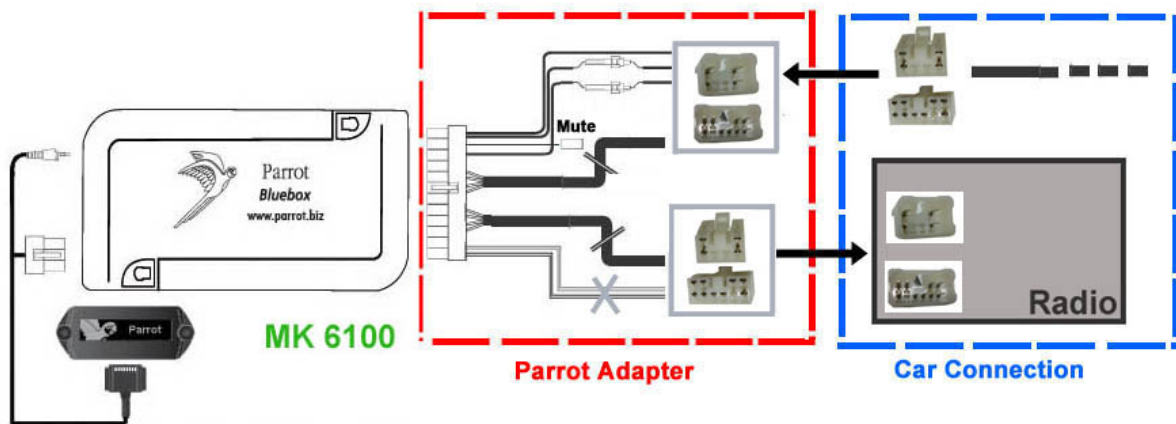 Parrot
Bluebox
www.parrot.biz
Parrot
MK 6100
Mute
Parrot Adapter
Radio
Car Connection